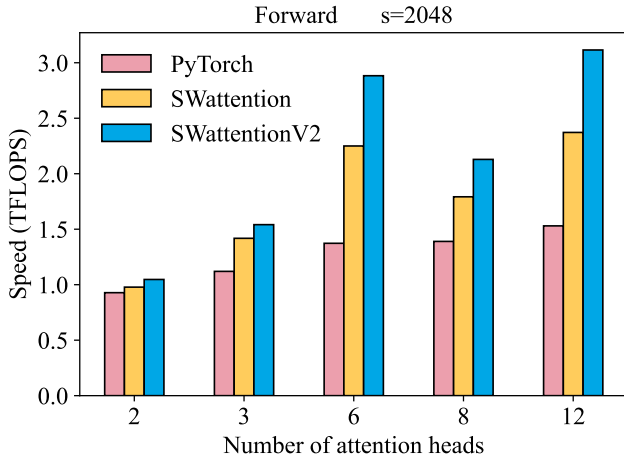 Forward s=2048
PyTorch
SWattention
SWattentionV2
Speed (TFLOPS)
3.0
2.5
2.0
1.5
1.0
0.5
0.0
2 3 6 8 12
Number of attention heads